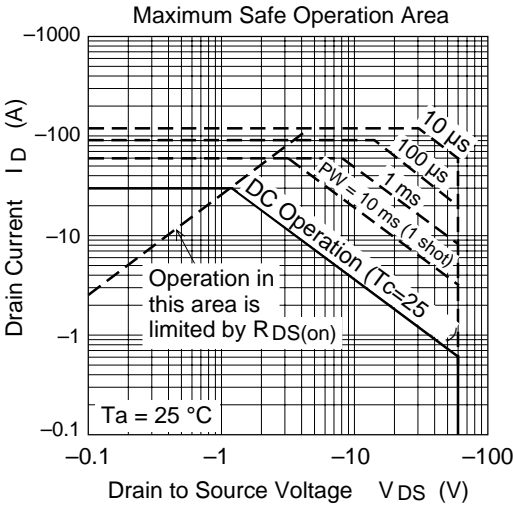 Maximum Safe Operation Area
–1000
–100
–10
–1
–0.1
Drain Current I D (A)
10 µs
100 µs
1 ms
PW = 10 ms (1 shot)
DC Operation (Tc=25
Operation in
this area is
limited by R DS(on)
Ta = 25 °C
–0.1
–1
–10
–100
Drain to Source Voltage V DS (V)